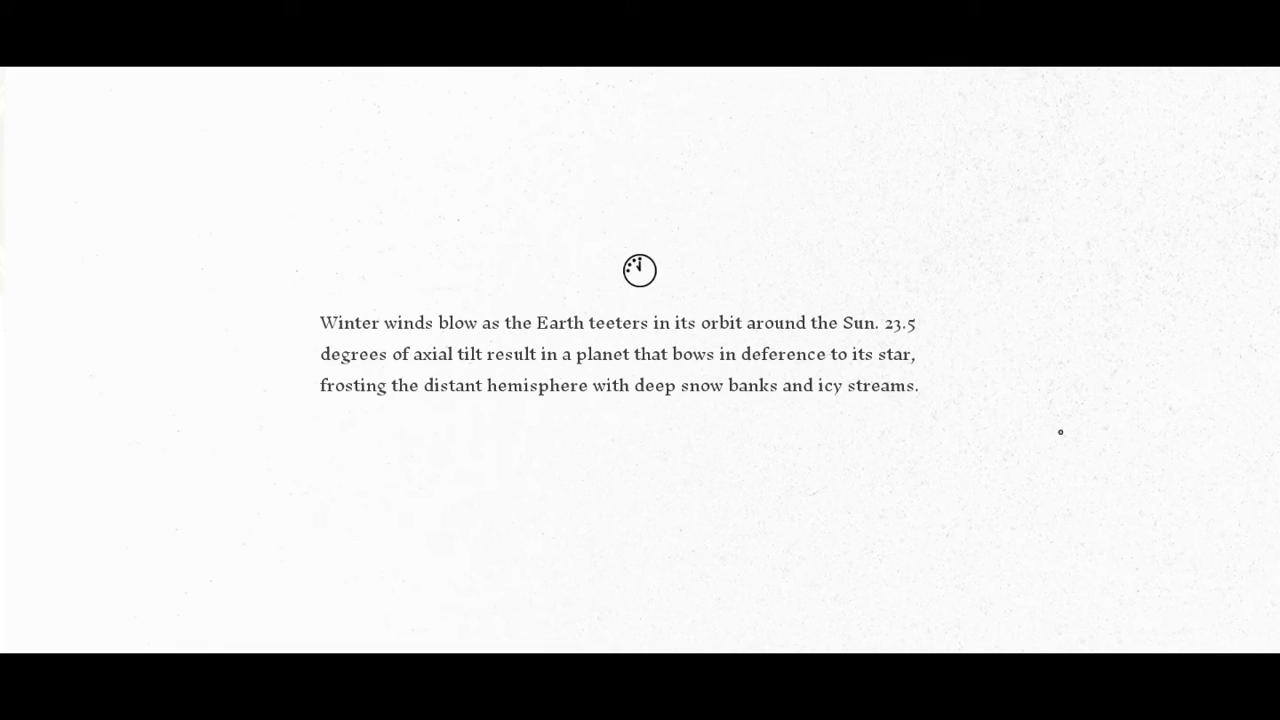 Winter winds blow as the Earth teeters in its orbit around the Sun. 23.5
degrees of axial tilt result in a planet that bows in deference to its star,
frosting the distant hemisphere with deep snow banks and icy streams.